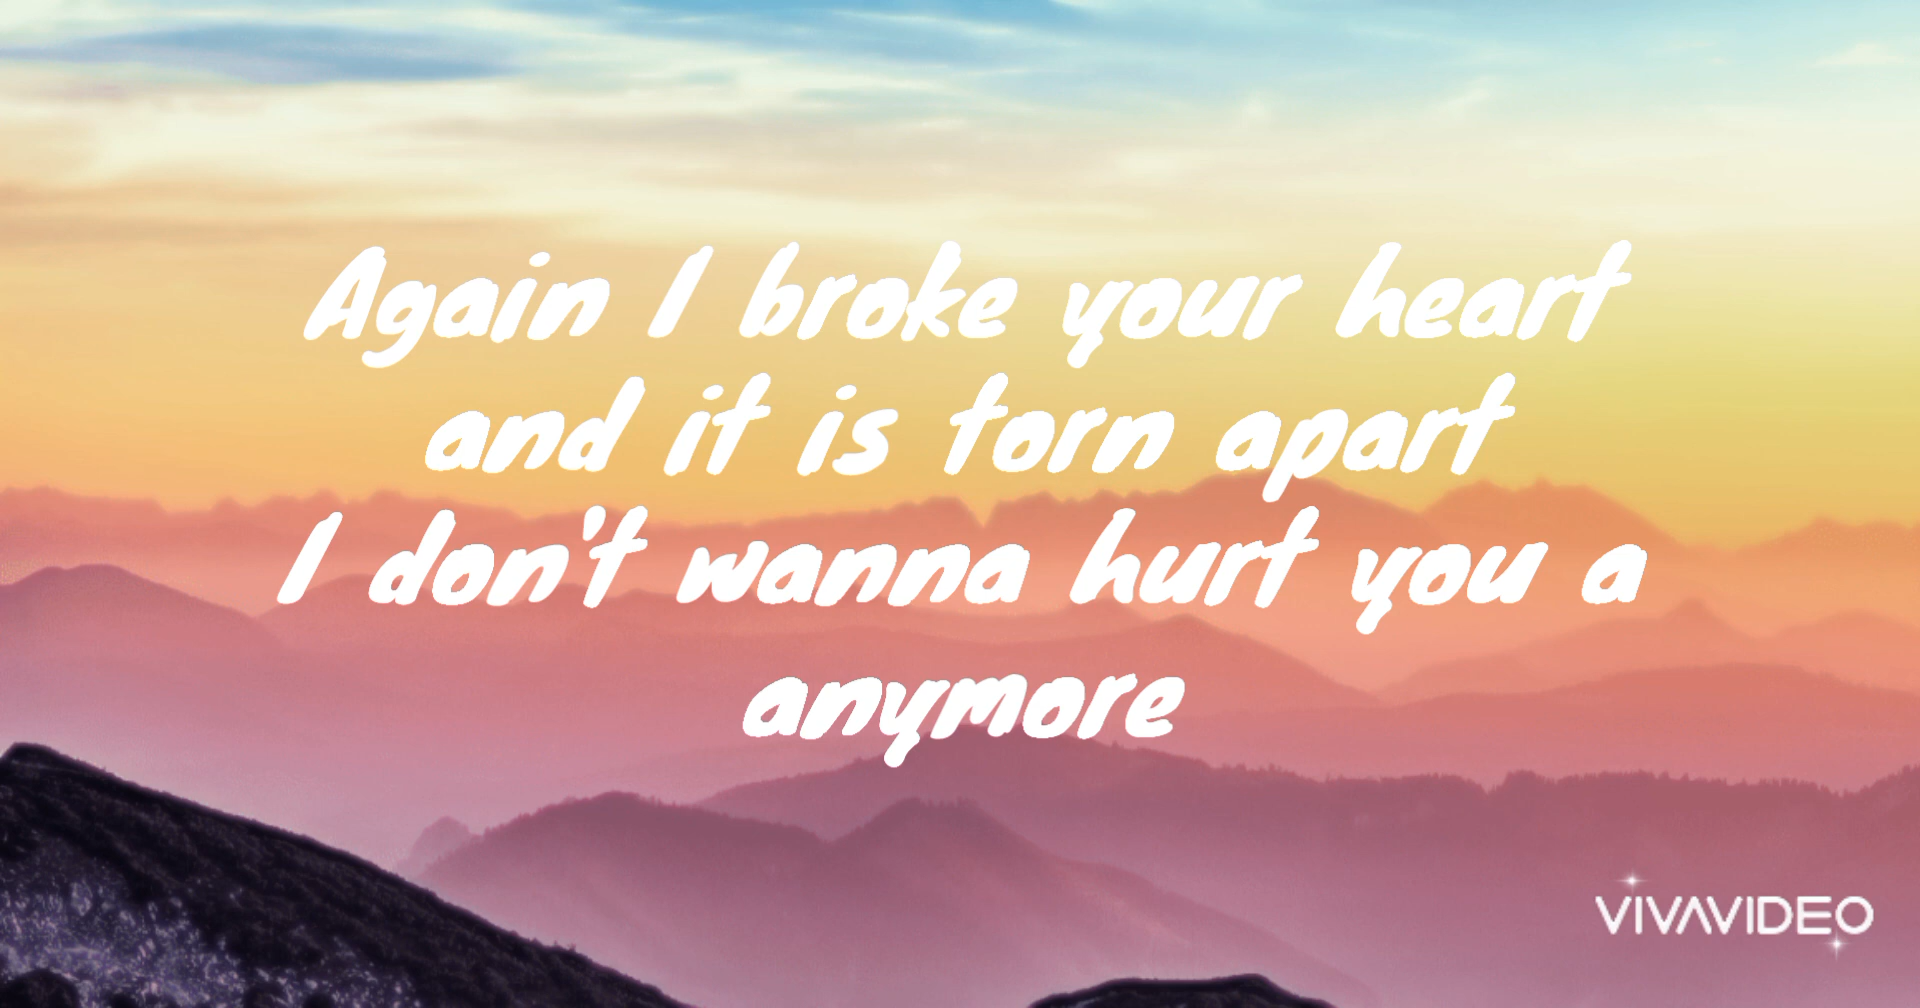 Again I broke your heart
and it is torn apart
I don't wanna hurt you a
anymore
VIVAVIDEO